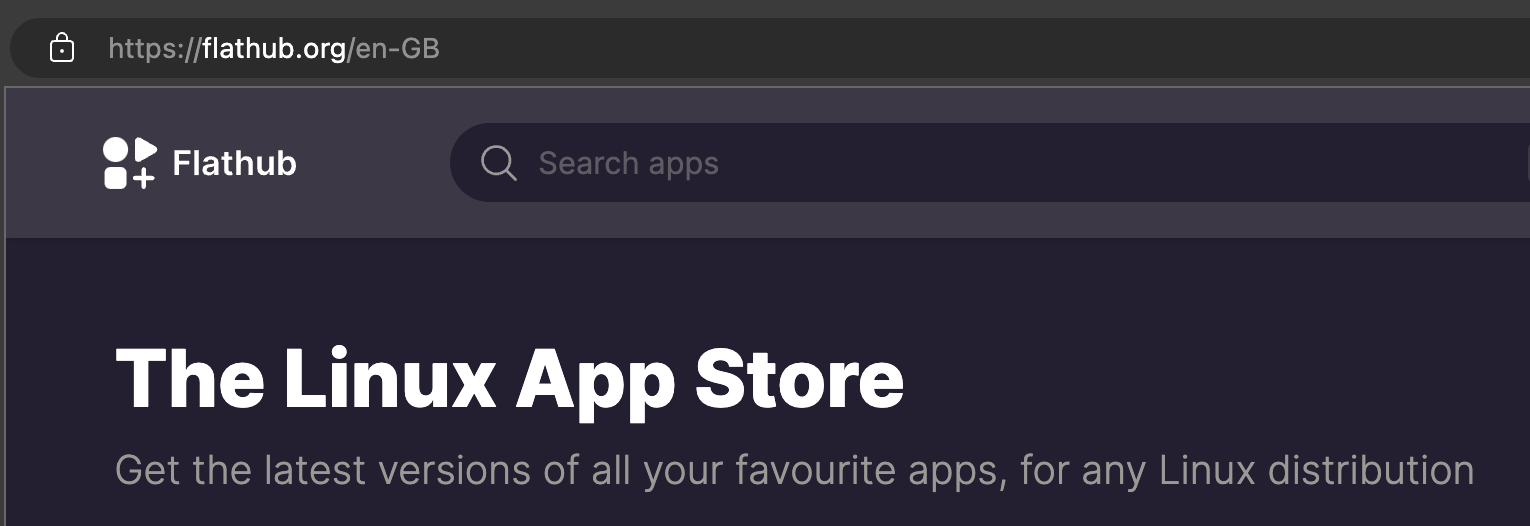 https://flathub.org/en-GB
Flathub
Search apps
The Linux App Store
Get the latest versions of all your favourite apps, for any Linux distribution